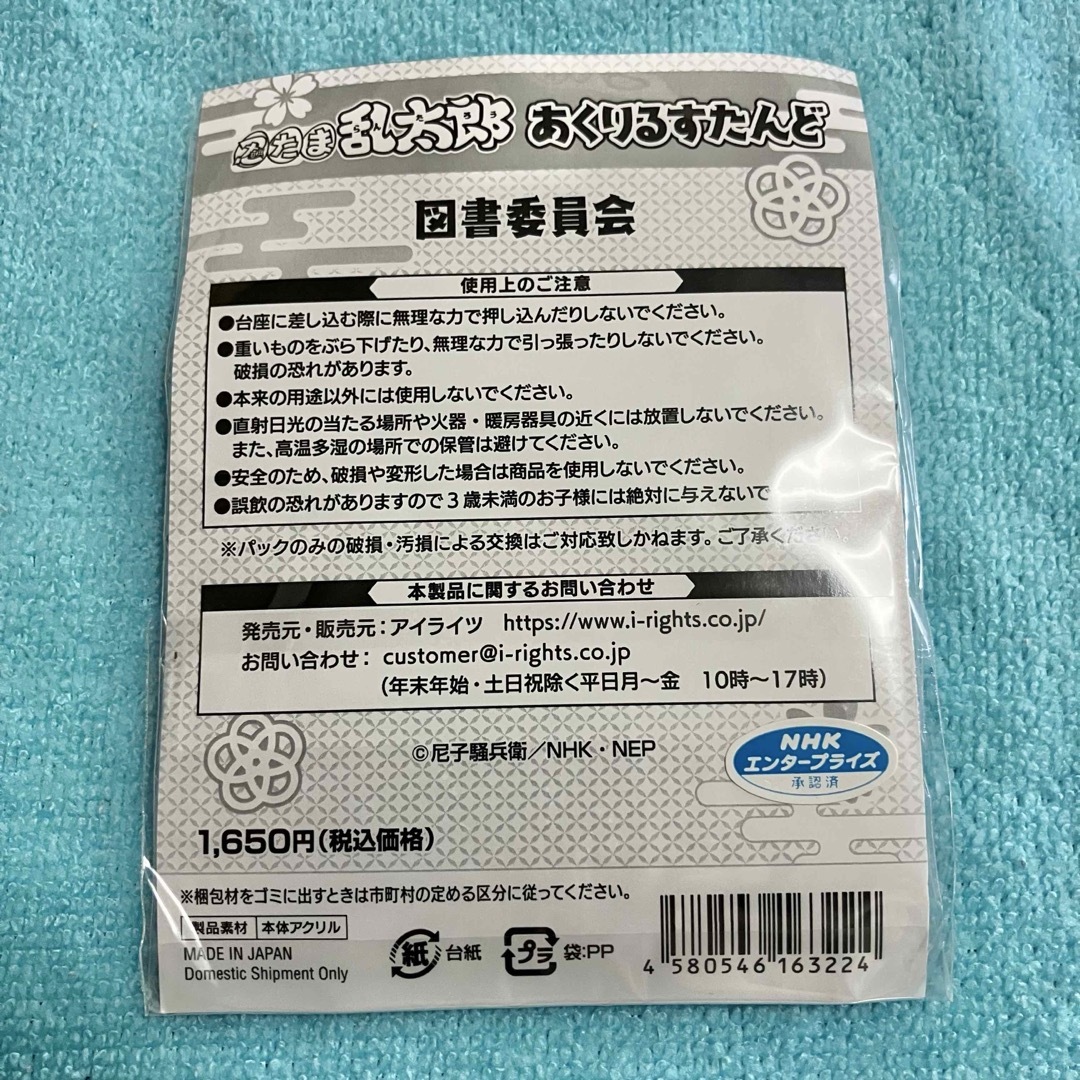 忍たま乱太郎 おくりるすたんど
らんた
図書委員会
使用上のご注意
●台座に差し込む際に無理な力で押し込んだりしないでください。
●重いものをぶら下げたり、無理な力で引っ張ったりしないでください。
破損の恐れがあります。
●本来の用途以外には使用しないでください。
●直射日光の当たる場所や火器・暖房器具の近くには放置しないでください。
また、高温多湿の場所での保管は避けてください。
●安全のため、破損や変形した場合は商品を使用しないでください。
●誤飲の恐れがありますので3歳未満のお子様には絶対に与えないで
※パックのみの破損・汚損による交換はご対応致しかねます。ご了承ください。
本製品に関するお問い合わせ
発売元・販売元:アイライツ https://www.i-rights.co.jp/
お問い合わせ: customer@i-rights.co.jp
(年末年始・土日祝除く平日月〜金 10時〜17時)
©尼子騒兵衛/NHK・NEP
NHK
エンタープライズ
承認済
1,650円(税込価格)
※梱包材をゴミに出すときは市町村の定める区分に従ってください。
製品素材 本体アクリル
MADE IN JAPAN
Domestic Shipment Only
紙 台紙
プラ 袋:PP
4 580546 163224